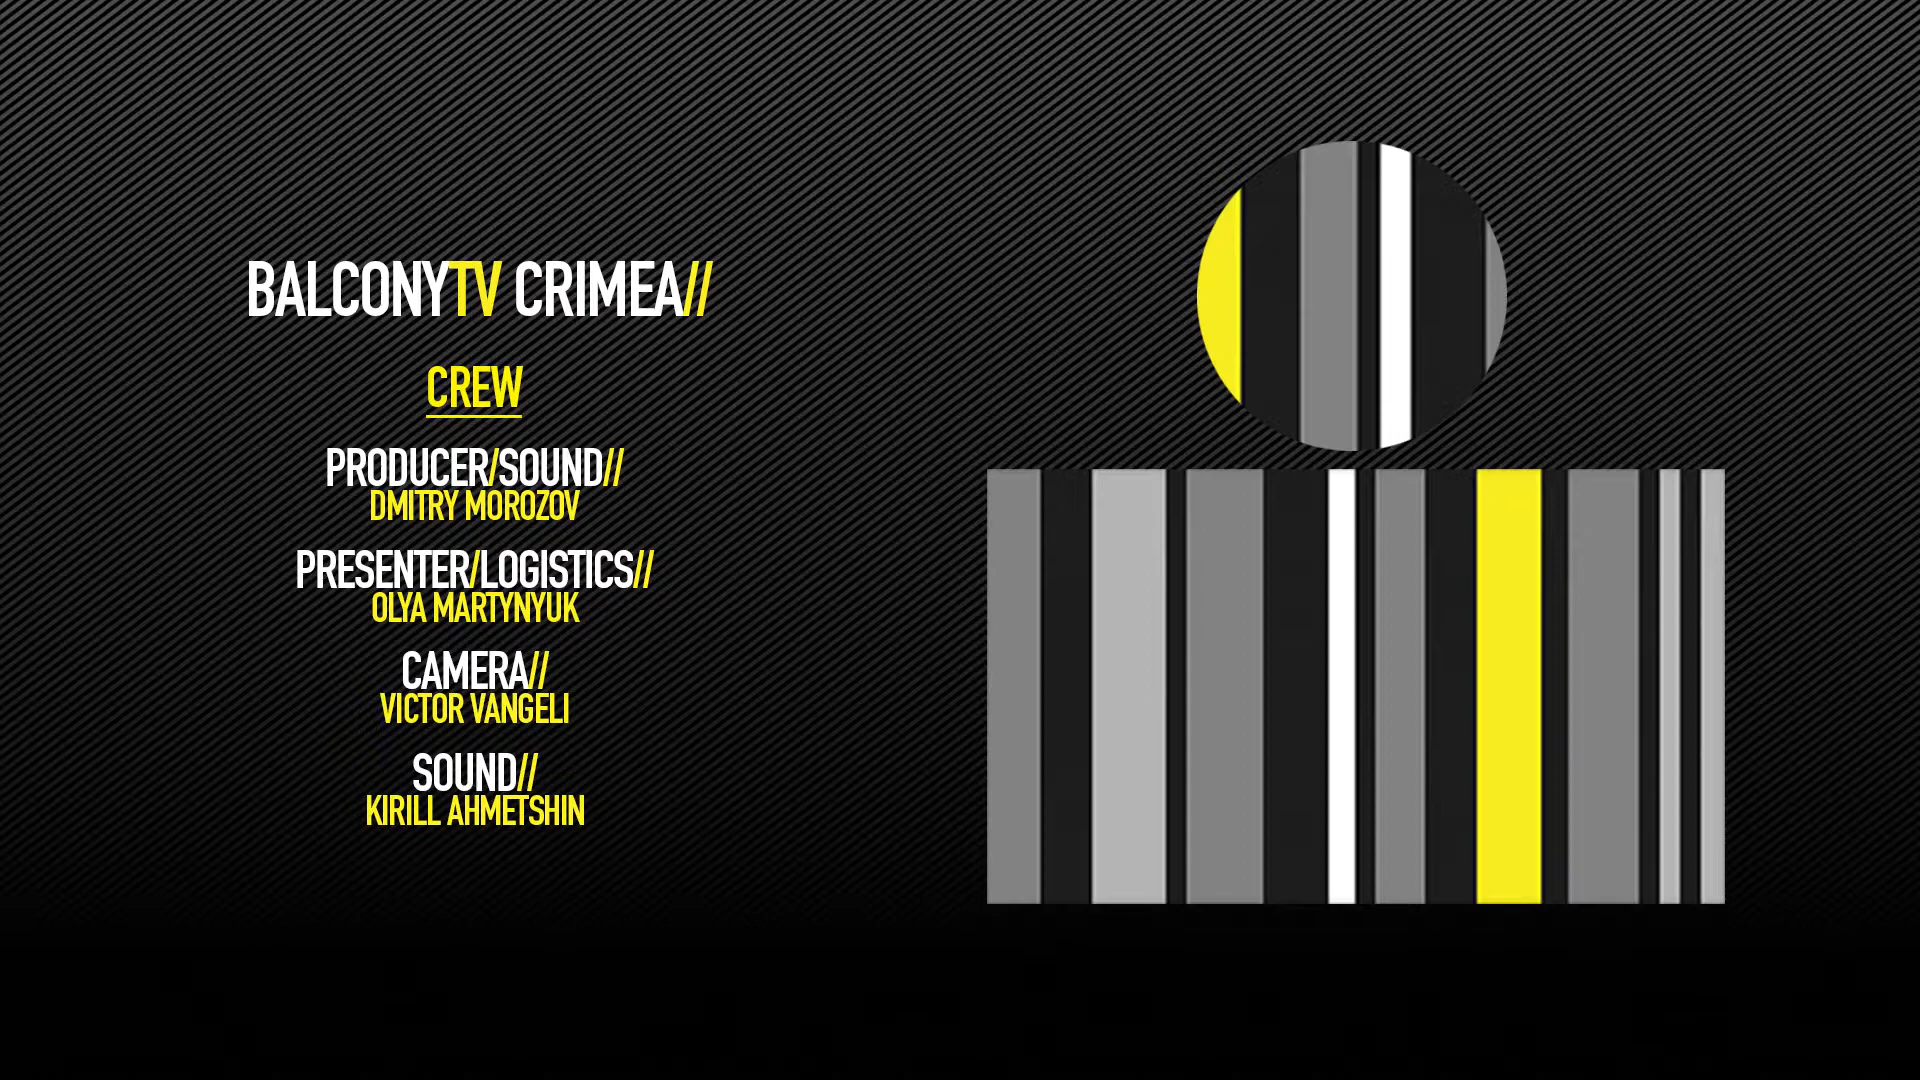 BALCONYTV CRIMEA//
CREW
PRODUCER/SOUND//
DMITRY MOROZOV
PRESENTER/LOGISTICS//
OLYA MARTYNYUK
CAMERA//
VICTOR VANGELI
SOUND//
KIRILL AHMETSHIN